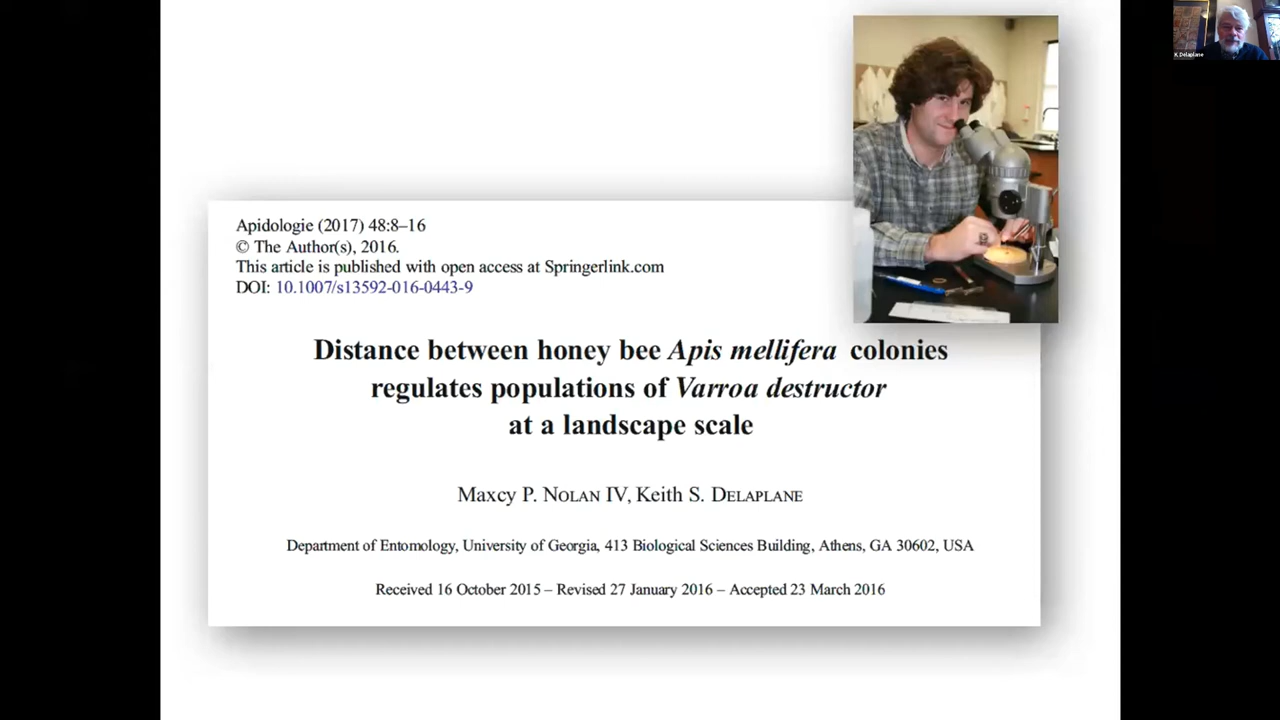 K Delaplane
Apidologie (2017) 48:8–16
© The Author(s), 2016.
This article is published with open access at Springerlink.com
DOI: 10.1007/s13592-016-0443-9
Distance between honey bee Apis mellifera colonies
regulates populations of Varroa destructor
at a landscape scale
Maxcy P. NOLAN IV, Keith S. DELAPLANE
Department of Entomology, University of Georgia, 413 Biological Sciences Building, Athens, GA 30602, USA
Received 16 October 2015 – Revised 27 January 2016 – Accepted 23 March 2016